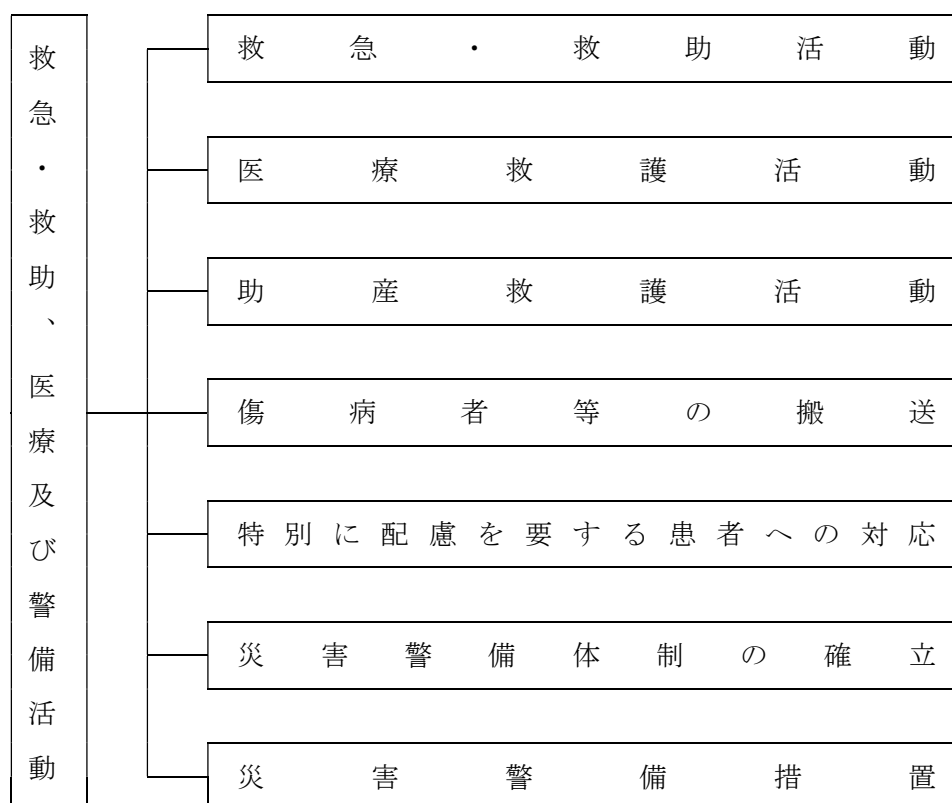 救急・救助、医療及び警備活動
救急・救助活動
医療救護活動
助産救護活動
傷病者等の搬送
特別に配慮を要する患者への対応
災害警備体制の確立
災害警備措置